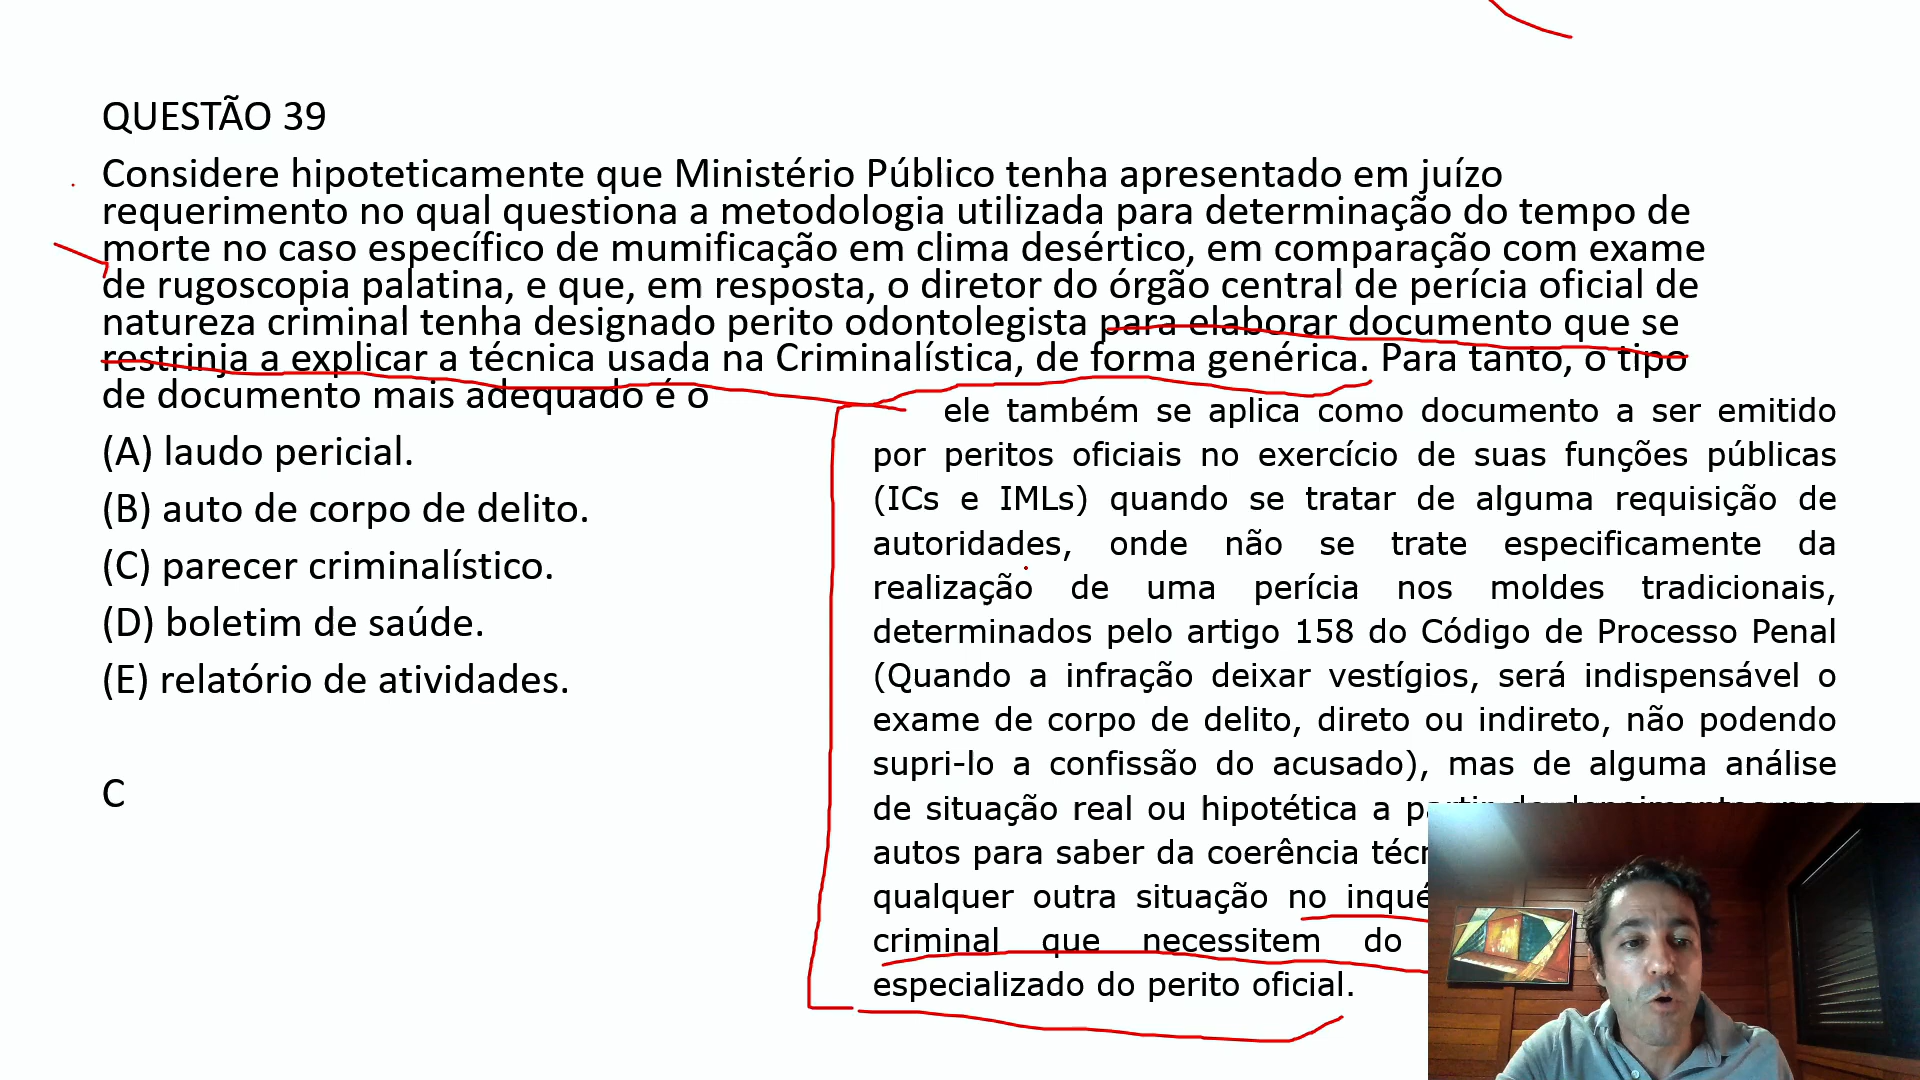 QUESTÃO 39
Considere hipoteticamente que Ministério Público tenha apresentado em juízo
requerimento no qual questiona a metodologia utilizada para determinação do tempo de
morte no caso específico de mumificação em clima desértico, em comparação com exame
de rugoscopia palatina, e que, em resposta, o diretor do órgão central de perícia oficial de
natureza criminal tenha designado perito odontolegista para elaborar documento que se
restrinja a explicar a técnica usada na Criminalística, de forma genérica. Para tanto, o tipo
de documento mais adequado é o
(A) laudo pericial.
(B) auto de corpo de delito.
(C) parecer criminalístico.
(D) boletim de saúde.
(E) relatório de atividades.
C
ele também se aplica como documento a ser emitido
por peritos oficiais no exercício de suas funções públicas
(ICs e IMLs) quando se tratar de alguma requisição de
autoridades, onde não se trate especificamente da
realização de uma perícia nos moldes tradicionais,
determinados pelo artigo 158 do Código de Processo Penal
(Quando a infração deixar vestígios, será indispensável o
exame de corpo de delito, direto ou indireto, não podendo
supri-lo a confissão do acusado), mas de alguma análise
de situação real ou hipotética a
autos para saber da coerência
qualquer outra situação no
criminal que necessitem do
especializado do perito oficial.